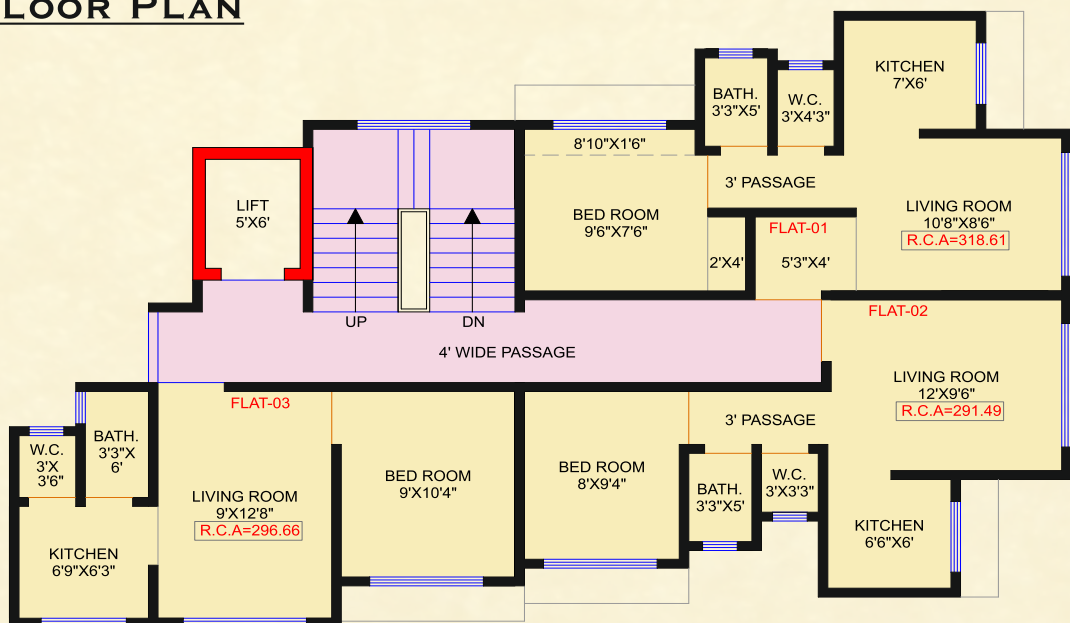 LOOR PLAN
KITCHEN
7'X6'
BATH.
3'3"X5'
W.C.
3'X4'3"
8'10"X1'6"
3' PASSAGE
LIFT
5'X6'
BED ROOM
9'6"X7'6"
LIVING ROOM
10'8"X8'6"
R.C.A=318.61
FLAT-01
2'X4'
5'3"X4'
UP
DN
FLAT-02
4' WIDE PASSAGE
LIVING ROOM
12'X9'6"
R.C.A=291.49
FLAT-03
3' PASSAGE
W.C.
3'X
3'6"
BATH.
3'3"X
6'
BED ROOM
9'X10'4"
BED ROOM
8'X9'4"
BATH.
3'3"X5'
W.C.
3'X3'3"
LIVING ROOM
9'X12'8"
R.C.A=296.66
KITCHEN
6'9"X6'3"
KITCHEN
6'6"X6'